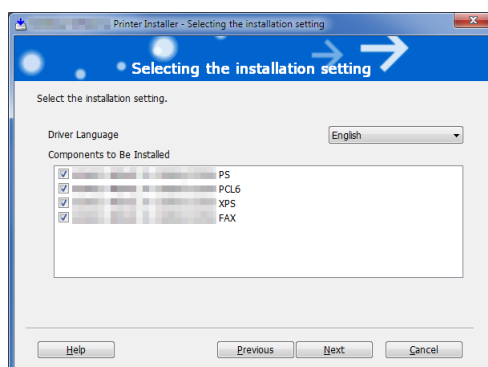 Printer Installer - Selecting the installation setting
Selecting the installation setting
Select the installation setting.
Driver Language English
Components to Be Installed
PS
PCL6
XPS
FAX
Help Previous Next Cancel